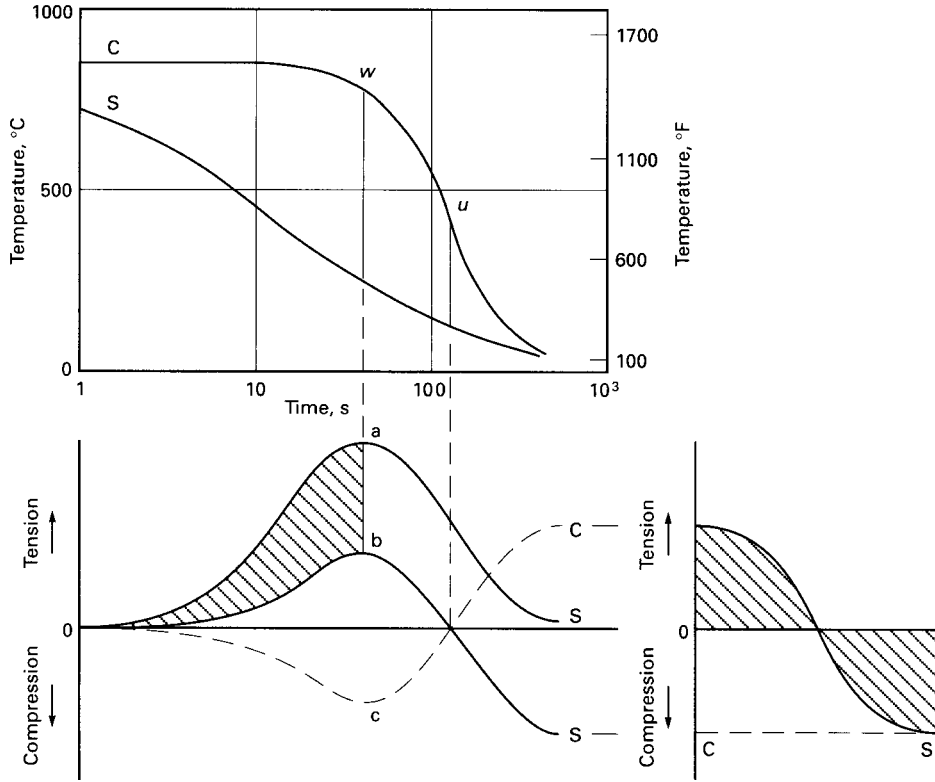 1000
500
0
Temperature, °C
C
S
w
u
1700
1100
600
100
Temperature, °F
1
10
100
10³
Time, s
Tension
0
Compression
a
b
c
C
S
S
Tension
0
Compression
C
S